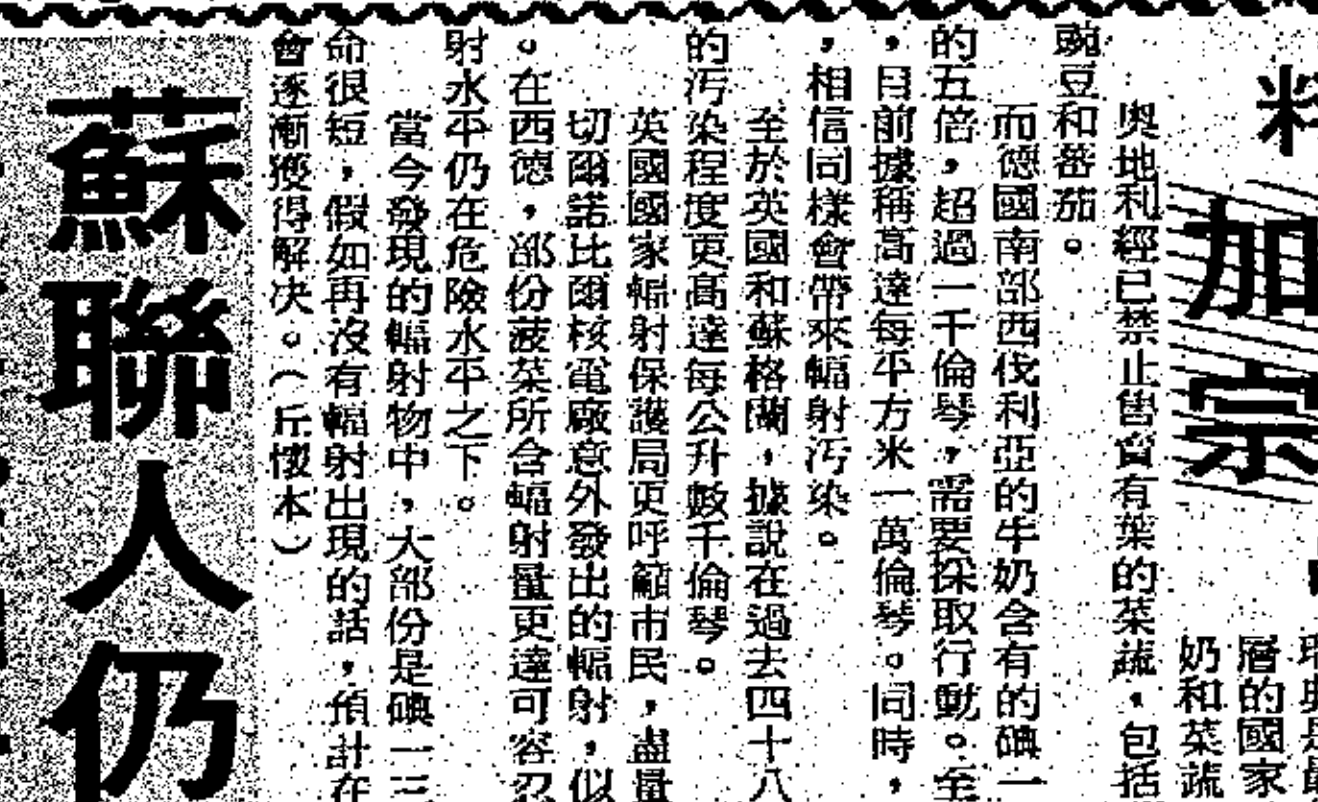 料
加宗
層的國家
奶和菜蔬
奧地利經已禁止售賣有葉的菜蔬，包括
豌豆和蕃茄。
而德國南部西伐利亞的牛奶含有的碘一
的五倍，超過一千倫琴，需要採取行動。至
，目前據稱高達每平方米一萬倫琴。同時，
，相信同樣會帶來輻射污染。
至於英國和蘇格蘭，據說在過去四十八
的污染程度更高達每公升數千倫琴。
英國國家輻射保護局更呼籲市民，盡量
切爾諾比爾核電廠意外發出的輻射，似
。在西德，部份菠菜所含輻射量更達可容忍
射水平仍在危險水平之下。
當今發現的輻射物中，大部份是碘一三
命很短，假如再沒有輻射出現的話，預計在
會逐漸獲得解决。（丘懷本）
蘇聯人仍